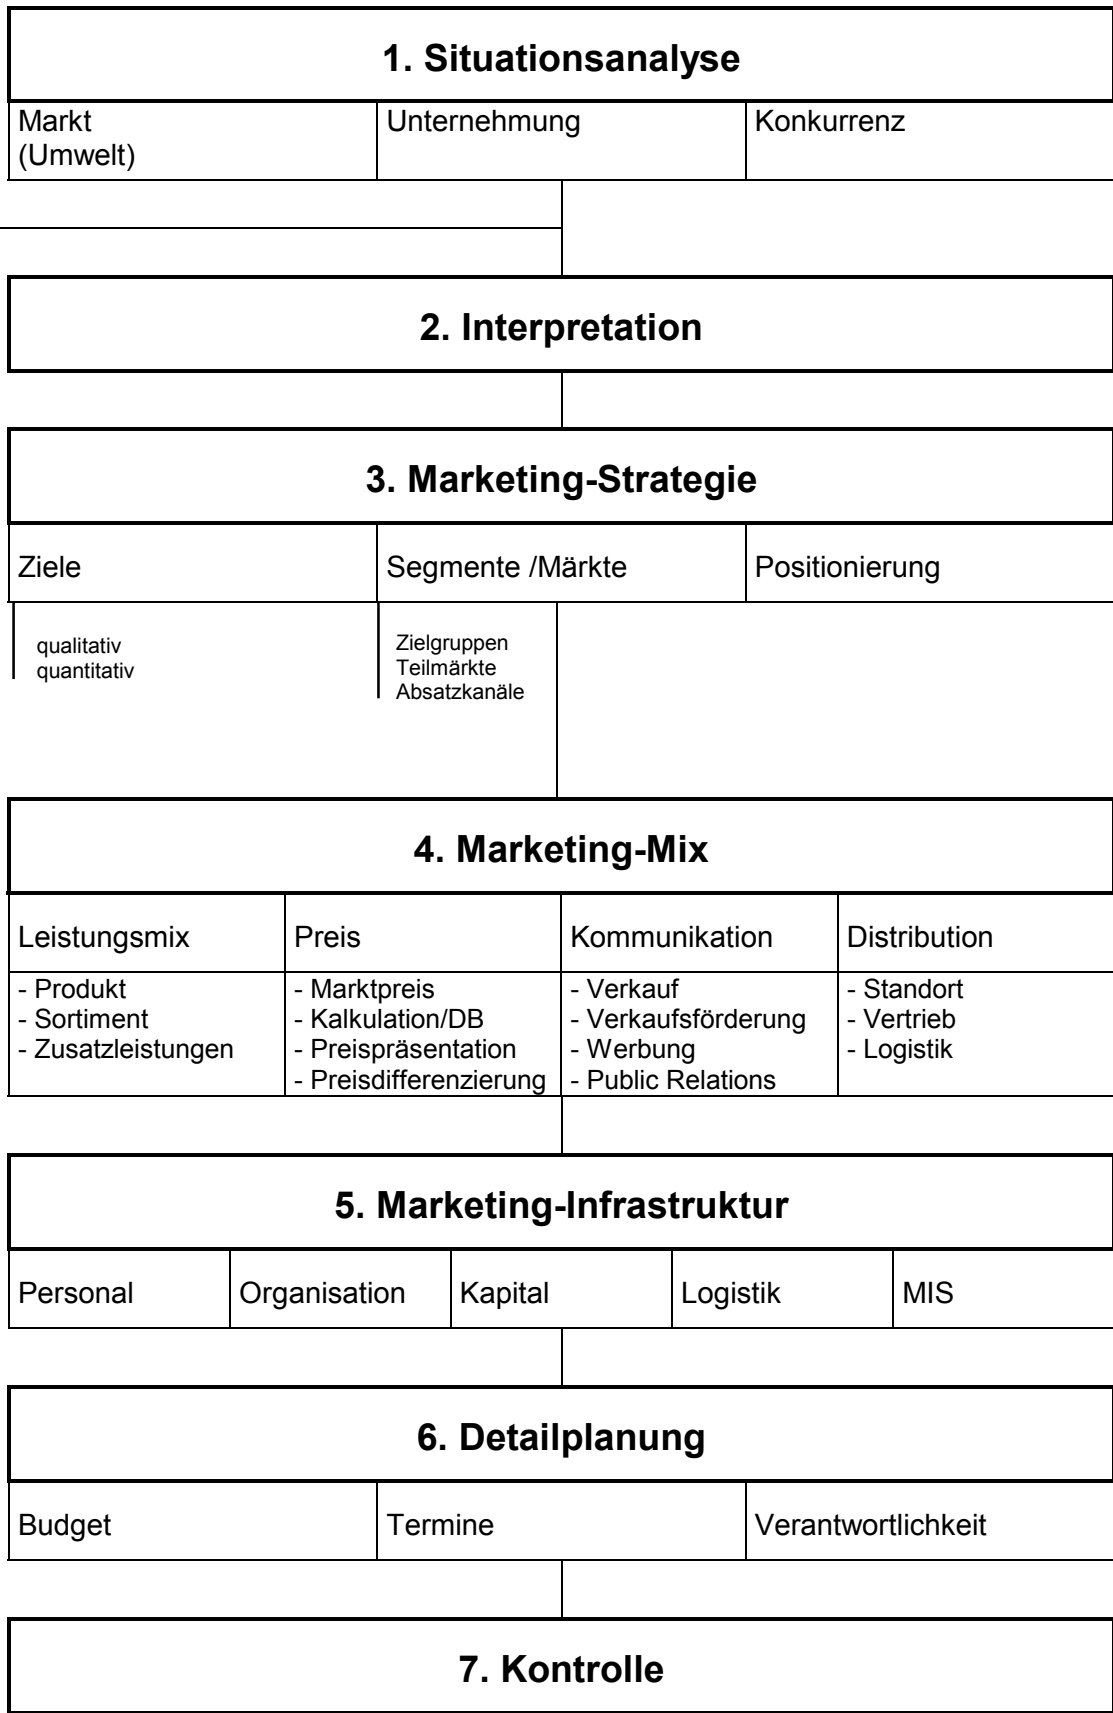 1. Situationsanalyse
Markt
(Umwelt)
Unternehmung
Konkurrenz
2. Interpretation
3. Marketing-Strategie
Ziele
Segmente /Märkte
Positionierung
qualitativ
quantitativ
Zielgruppen
Teilmärkte
Absatzkanäle
4. Marketing-Mix
Leistungsmix
Preis
Kommunikation
Distribution
- Produkt
- Sortiment
- Zusatzleistungen
- Marktpreis
- Kalkulation/DB
- Preispräsentation
- Preisdifferenzierung
- Verkauf
- Verkaufsförderung
- Werbung
- Public Relations
- Standort
- Vertrieb
- Logistik
5. Marketing-Infrastruktur
Personal
Organisation
Kapital
Logistik
MIS
6. Detailplanung
Budget
Termine
Verantwortlichkeit
7. Kontrolle